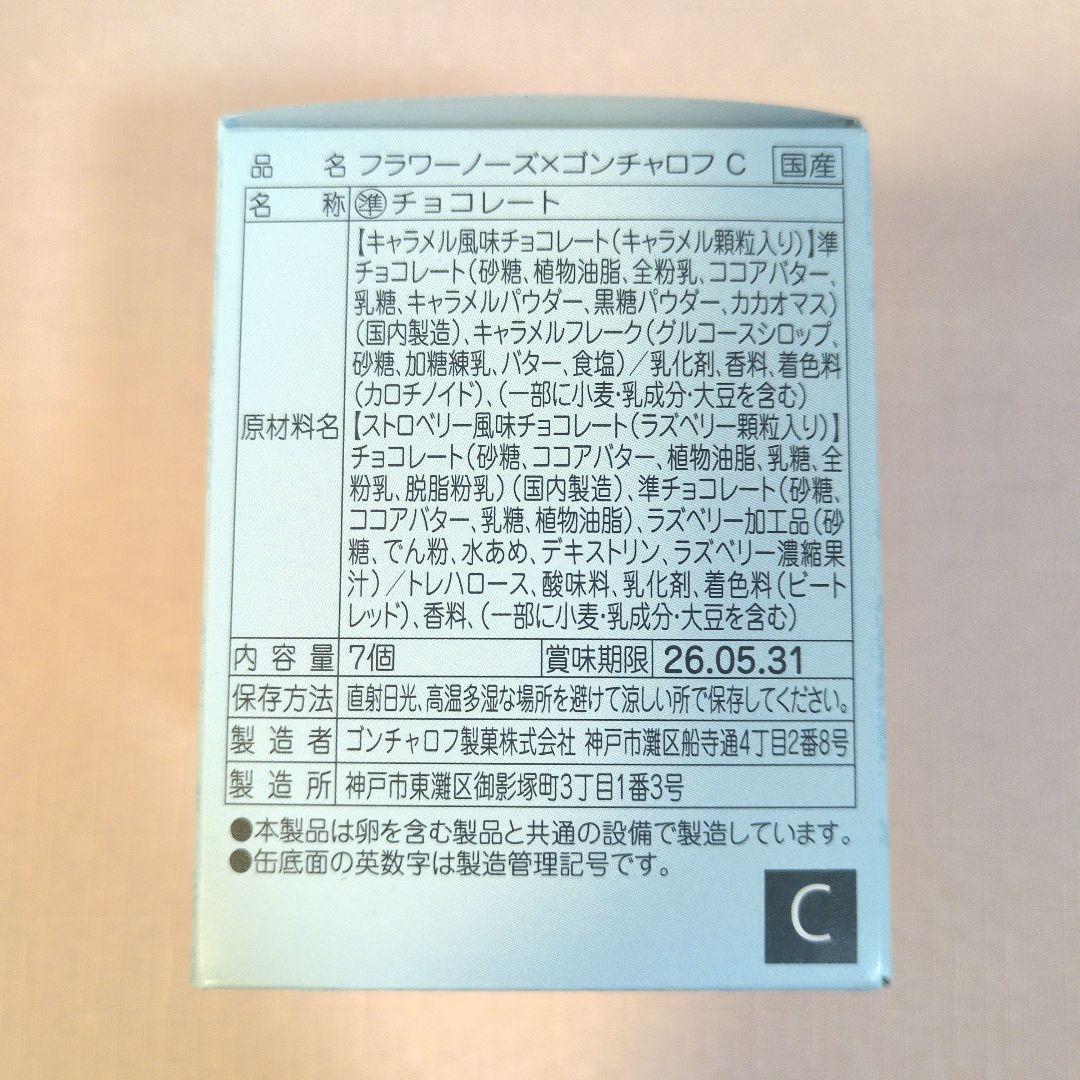 品名 フラワーノーズ×ゴンチャロフ C 国産
名称 準チョコレート
原材料名
【キャラメル風味チョコレート(キャラメル顆粒入り)】準
チョコレート(砂糖、植物油脂、全粉乳、ココアバター、
乳糖、キャラメルパウダー、黒糖パウダー、カカオマス)
(国内製造)、キャラメルフレーク(グルコースシロップ、
砂糖、加糖練乳、バター、食塩)/乳化剤、香料、着色料
(カロチノイド)、(一部に小麦・乳成分・大豆を含む)
【ストロベリー風味チョコレート(ラズベリー顆粒入り)】
チョコレート(砂糖、ココアバター、植物油脂、乳糖、全
粉乳、脱脂粉乳)(国内製造)、準チョコレート(砂糖、
ココアバター、乳糖、植物油脂)、ラズベリー加工品(砂
糖、でん粉、水あめ、デキストリン、ラズベリー濃縮果
汁)/トレハロース、酸味料、乳化剤、着色料(ビート
レッド)、香料、(一部に小麦・乳成分・大豆を含む)
内容量 7個 賞味期限 26.05.31
保存方法 直射日光、高温多湿な場所を避けて涼しい所で保存してください。
製造者 ゴンチャロフ製菓株式会社 神戸市灘区船寺通4丁目2番8号
製造所 神戸市東灘区御影塚町3丁目1番3号
●本製品は卵を含む製品と共通の設備で製造しています。
●缶底面の英数字は製造管理記号です。
C